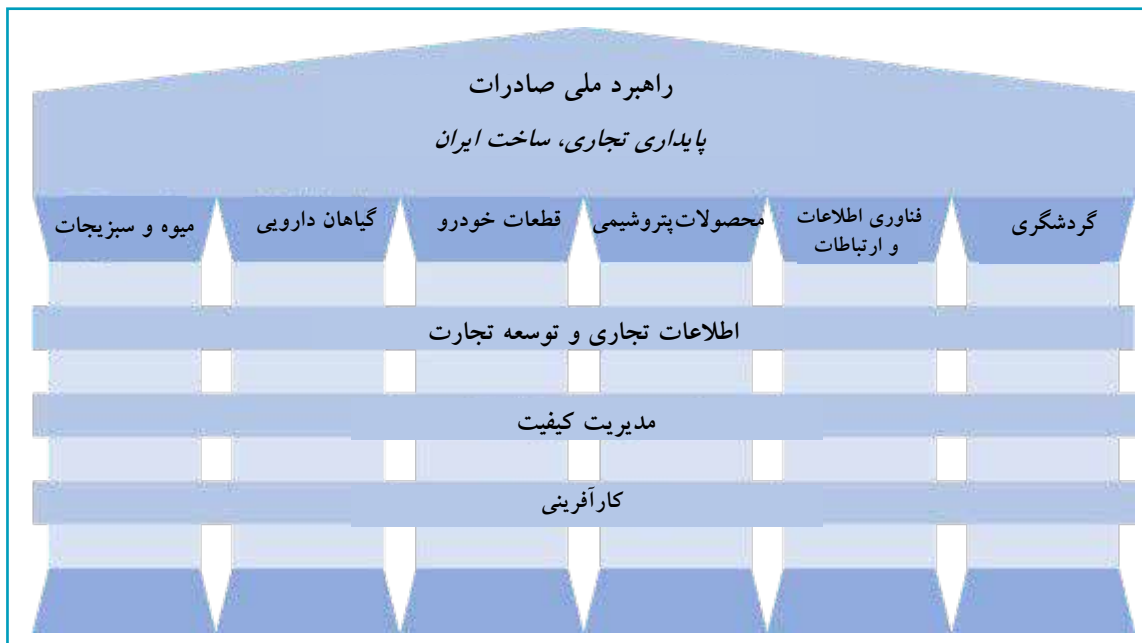 راهبرد ملی صادرات
پایداری تجاری، ساخت ایران
گردشگری
فناوری اطلاعات
و ارتباطات
محصولات پتروشیمی
قطعات خودرو
گیاهان دارویی
میوه و سبزیجات
اطلاعات تجاری و توسعه تجارت
مدیریت کیفیت
کارآفرینی